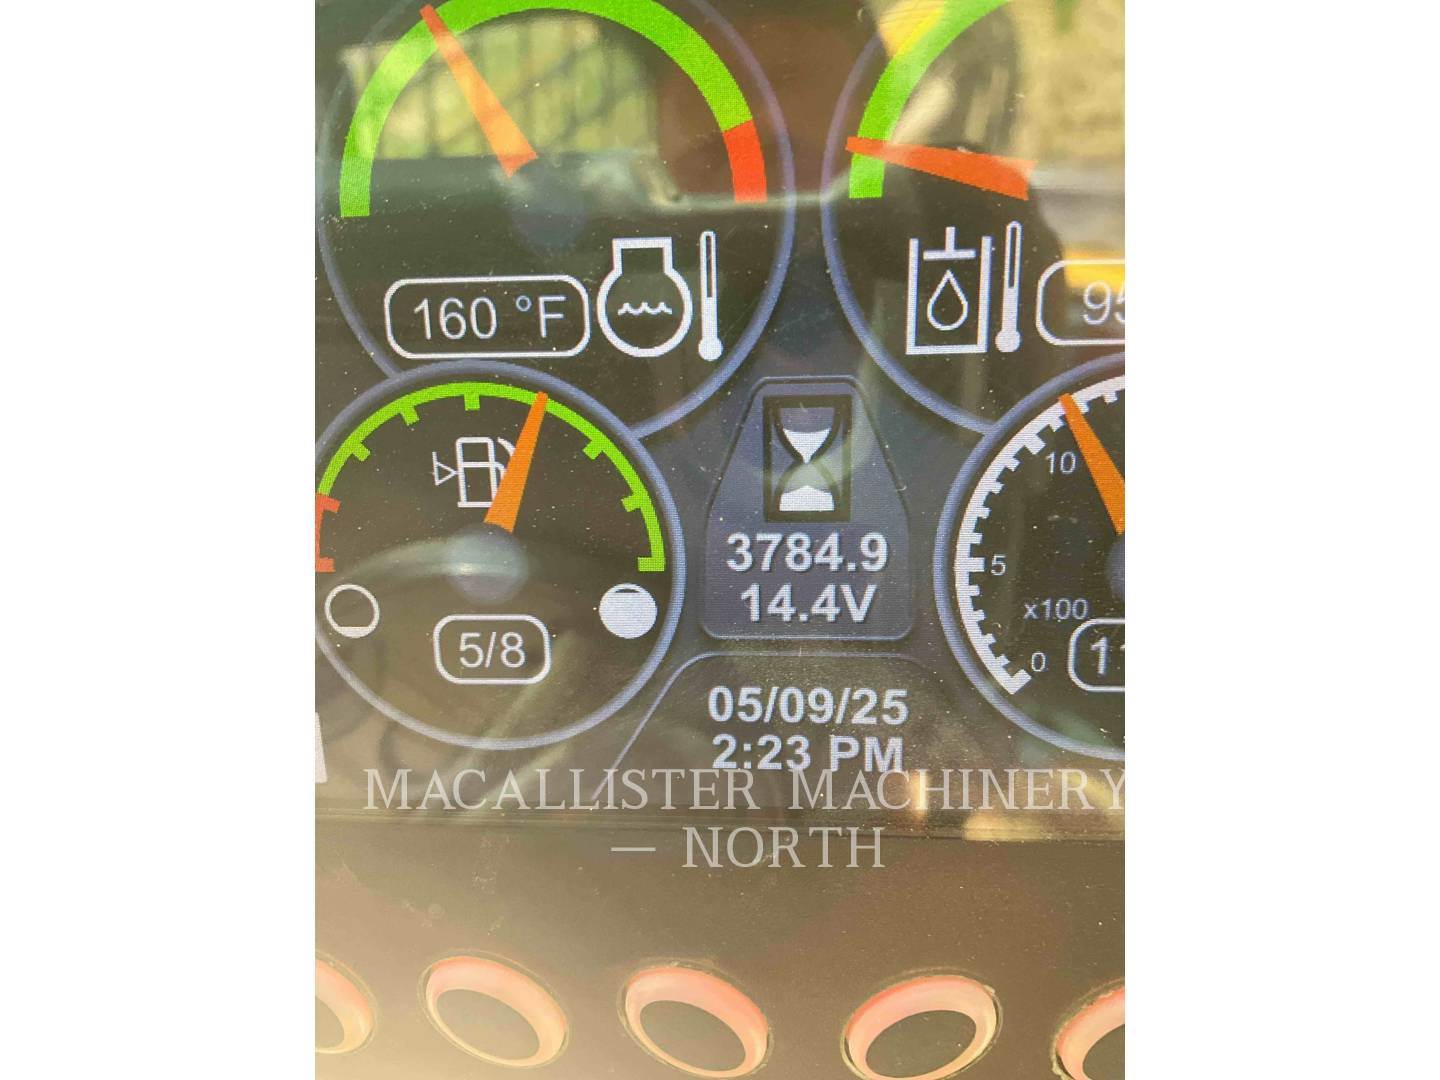 160 °F
95
10
5
x100
0
11
3784.9
14.4V
5/8
05/09/25
2:23 PM
MACALLISTER MACHINERY
— NORTH